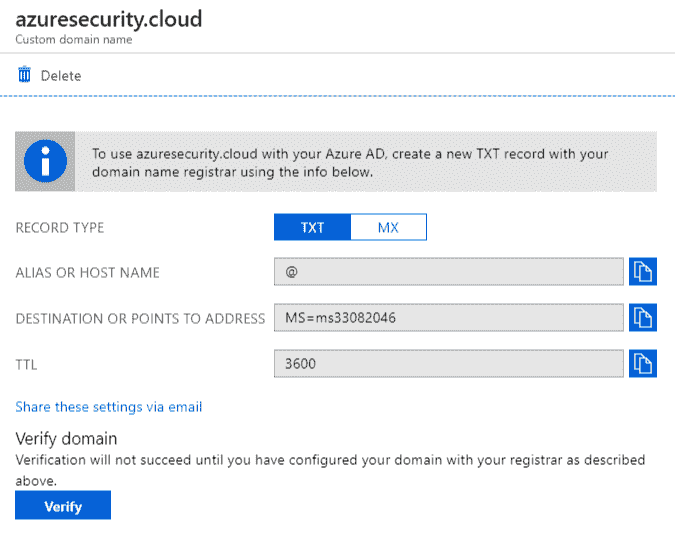 azuresecurity.cloud
Custom domain name
Delete
To use azuresecurity.cloud with your Azure AD, create a new TXT record with your
domain name registrar using the info below.
RECORD TYPE TXT MX
ALIAS OR HOST NAME @
DESTINATION OR POINTS TO ADDRESS MS=ms33082046
TTL 3600
Share these settings via email
Verify domain
Verification will not succeed until you have configured your domain with your registrar as described
above.
Verify